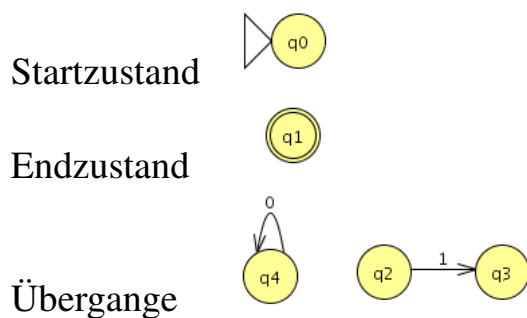 q0
Startzustand
q1
Endzustand
0
q4 q2 1 q3
Übergange